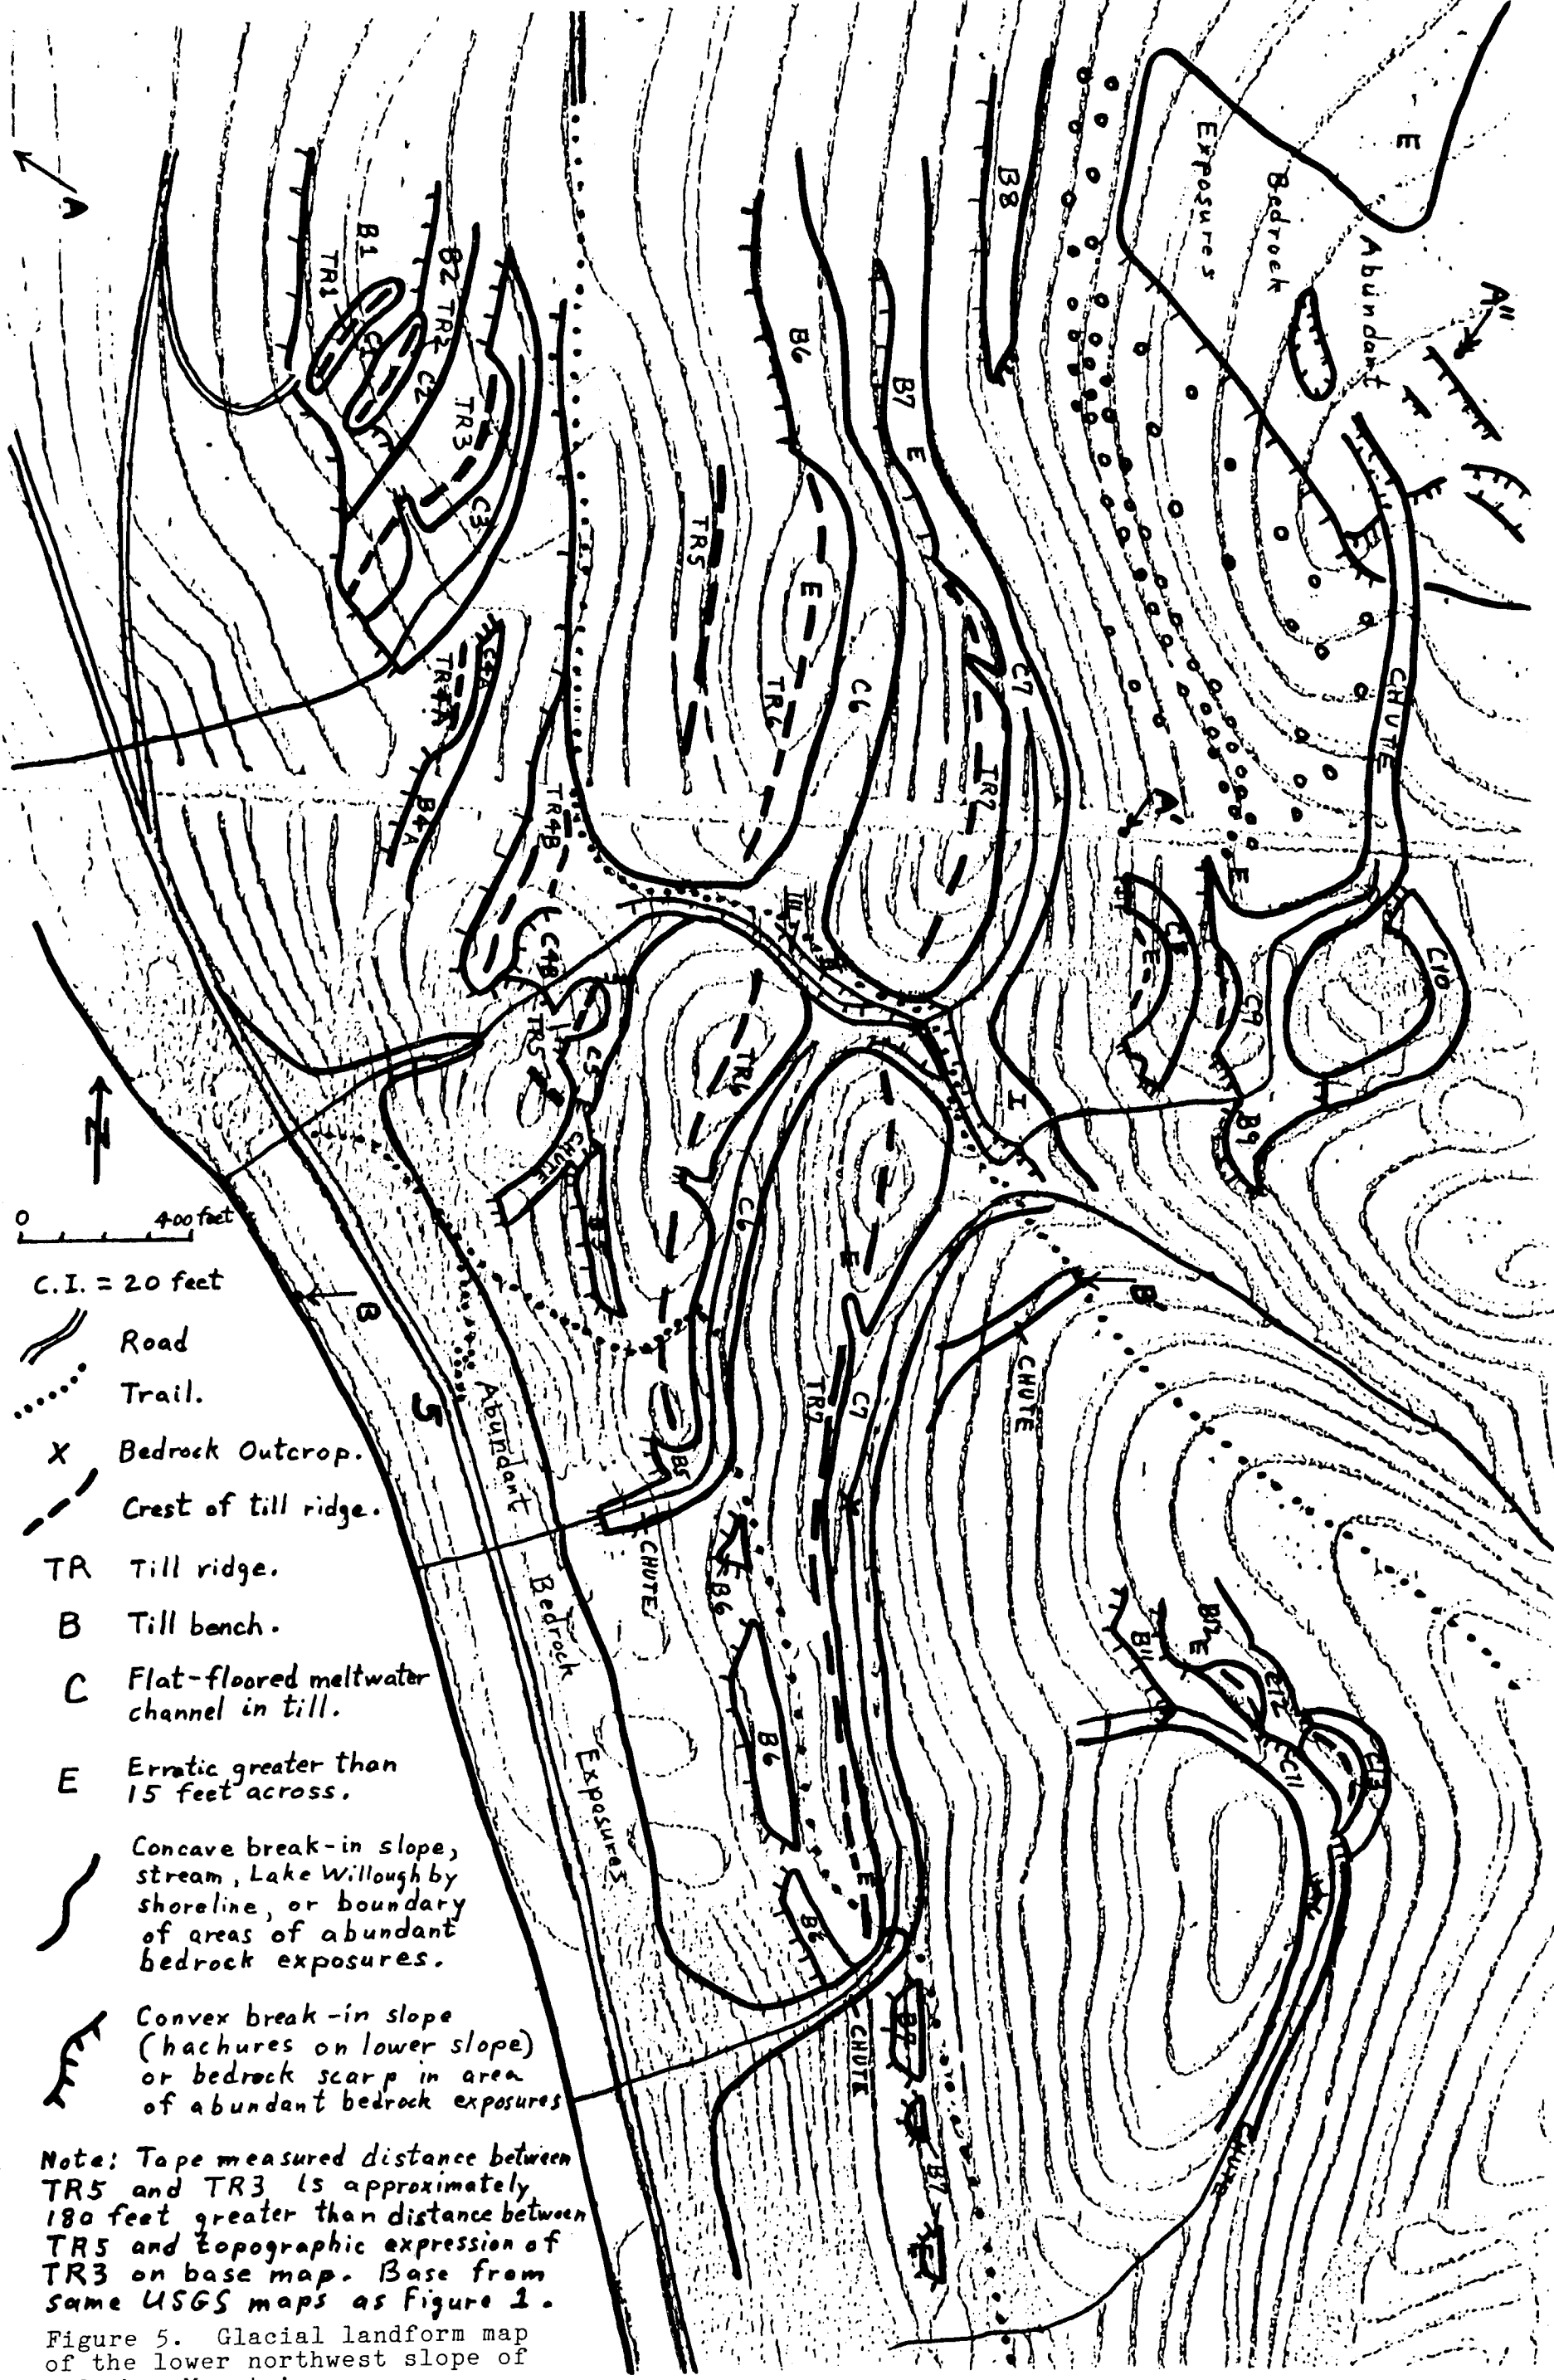 E
Exposures
Bedrock
Abundant
A"
A
B8
B1
TR1
B2
TR2
C2
TR3
C3
B6
B7
E
TR5
E
TR6
C6
C7
TR7
CHUTE
C4A
TR4A
B4A
TR4B
C4B
A'
E
C8
E
C9
C10
B9
III
I
TR5
C5
CHUTE
B5
TR6
C6
E
TR7
C7
B'
CHUTE
N
0 400 feet
C.I. = 20 feet
B
5
Road
Trail.
X Bedrock Outcrop.
Crest of till ridge.
TR Till ridge.
B Till bench.
C Flat-floored meltwater
channel in till.
E Erratic greater than
15 feet across.
Concave break-in slope,
stream, Lake Willoughby
shoreline, or boundary
of areas of abundant
bedrock exposures.
Convex break-in slope
(hachures on lower slope)
or bedrock scarp in area
of abundant bedrock exposures
Abundant
Bedrock
Exposures
B5
CHUTE
B6
B6
E
B6
CHUTE
B7
B11
B12
E
C12
C11
C13
CHUTE
Note: Tape measured distance between
TR5 and TR3 is approximately
180 feet greater than distance between
TR5 and topographic expression of
TR3 on base map. Base from
same USGS maps as Figure 1.
Figure 5. Glacial landform map
of the lower northwest slope of